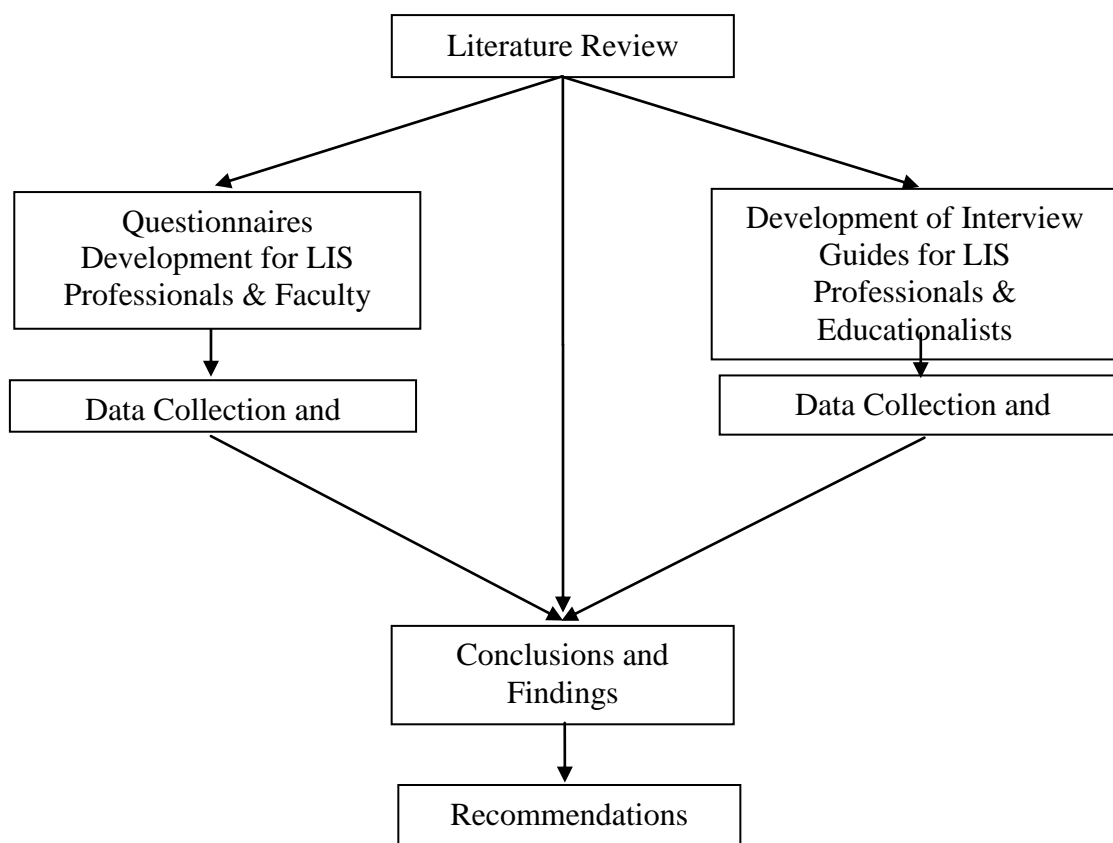 Literature Review
Questionnaires
Development for LIS
Professionals & Faculty
Development of Interview
Guides for LIS
Professionals &
Educationalists
Data Collection and
Data Collection and
Conclusions and
Findings
Recommendations